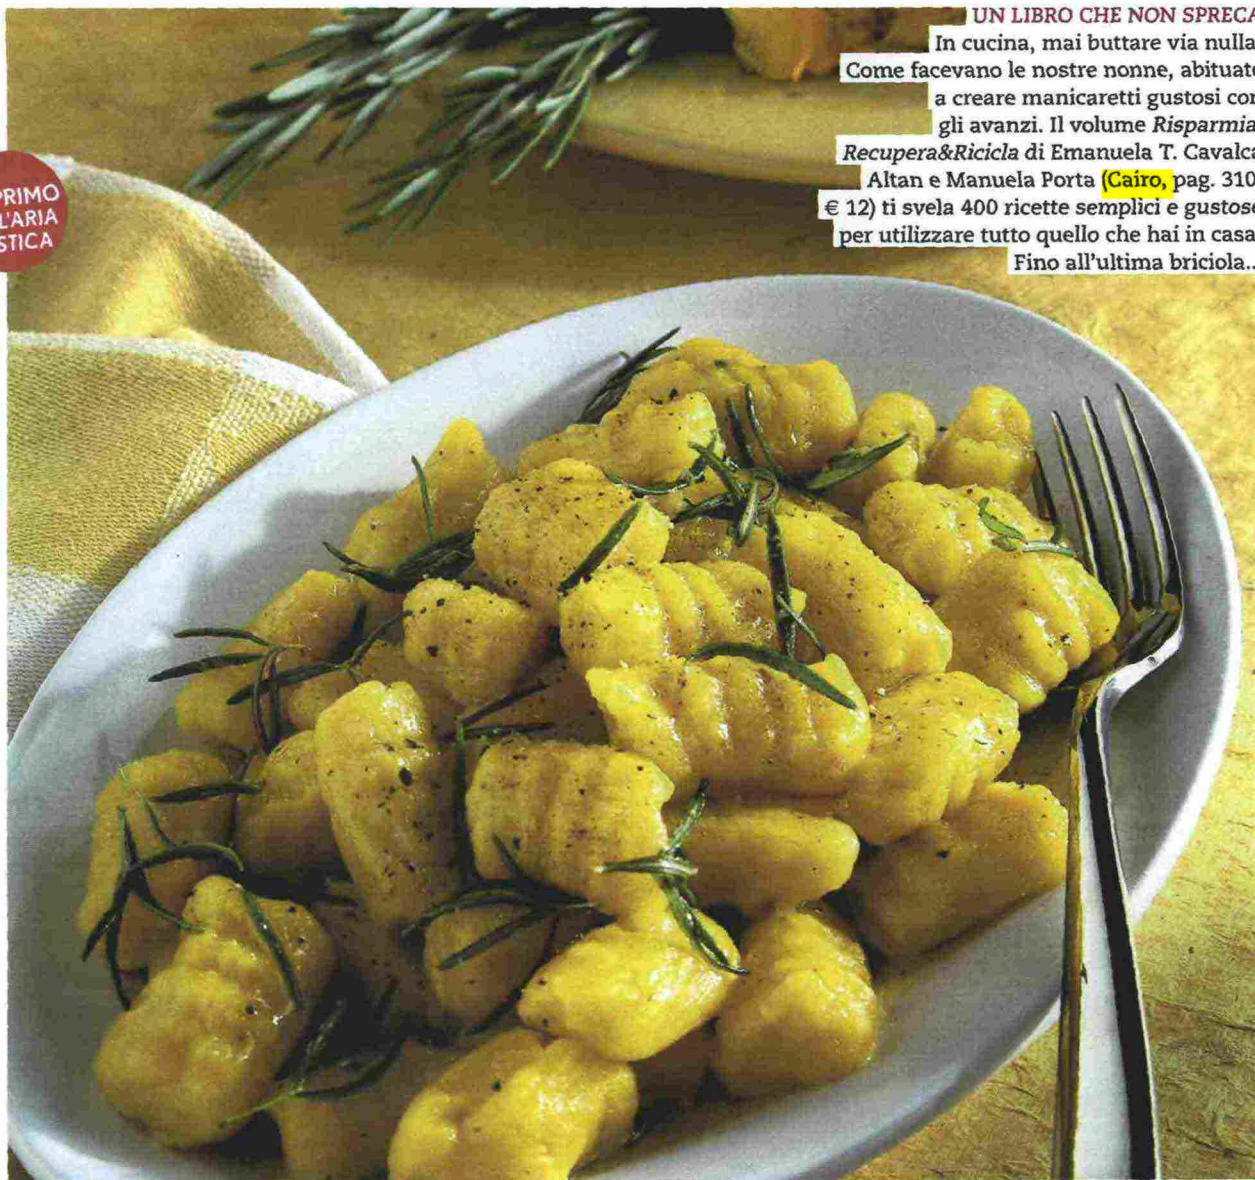 UN LIBRO CHE NON SPRECA
In cucina, mai buttare via nulla
Come facevano le nostre nonne, abituate
a creare manicaretti gustosi con
gli avanzi. Il volume Risparmia
Recupera&Ricicla di Emanuela T. Cavalca
Altan e Manuela Porta (Cairo, pag. 310
€ 12) ti svela 400 ricette semplici e gustose
per utilizzare tutto quello che hai in casa
Fino all'ultima briciola..
PRIMO
L'ARIA
STICA